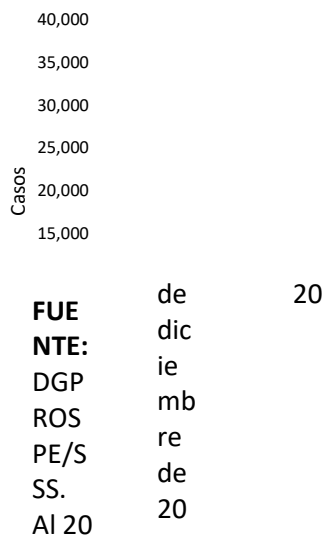 40,000
35,000
30,000
25,000
20,000
15,000
Casos
FUE
NTE:
DGP
ROS
PE/S
SS.
Al 20
de
dic
ie
mb
re
de
20
20